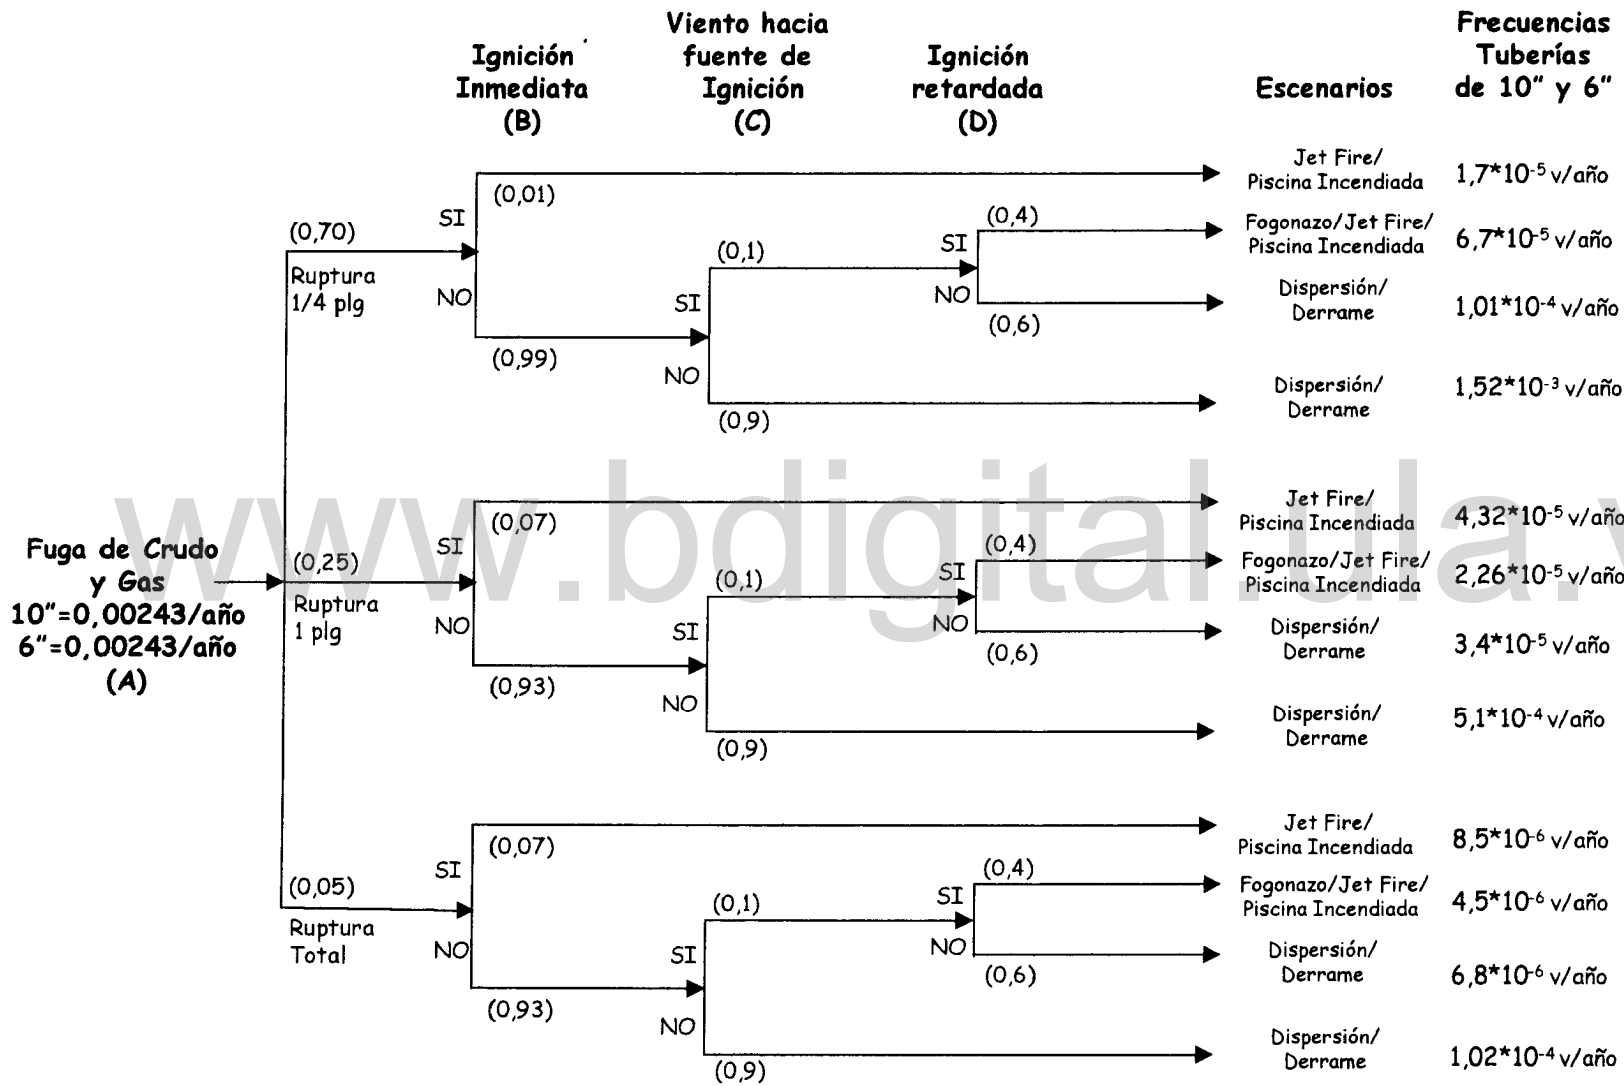 Ignición
Inmediata
(B)
Viento hacia
fuente de
Ignición
(C)
Ignición
retardada
(D)
Escenarios
Frecuencias
Tuberías
de 10" y 6"
Fuga de Crudo
y Gas
10"=0,00243/año
6"=0,00243/año
(A)
(0,70)
Ruptura
1/4 plg
SI
(0,01)
NO
(0,99)
SI
(0,1)
NO
(0,9)
SI
(0,4)
NO
(0,6)
Jet Fire/
Piscina Incendiada
1,7*10-5 v/año
Fogonazo/Jet Fire/
Piscina Incendiada
6,7*10-5 v/año
Dispersión/
Derrame
1,01*10-4 v/año
Dispersión/
Derrame
1,52*10-3 v/año
(0,25)
Ruptura
1 plg
SI
(0,07)
NO
(0,93)
SI
(0,1)
NO
(0,9)
SI
(0,4)
NO
(0,6)
Jet Fire/
Piscina Incendiada
4,32*10-5 v/año
Fogonazo/Jet Fire/
Piscina Incendiada
2,26*10-5 v/año
Dispersión/
Derrame
3,4*10-5 v/año
Dispersión/
Derrame
5,1*10-4 v/año
(0,05)
Ruptura
Total
SI
(0,07)
NO
(0,93)
SI
(0,1)
NO
(0,9)
SI
(0,4)
NO
(0,6)
Jet Fire/
Piscina Incendiada
8,5*10-6 v/año
Fogonazo/Jet Fire/
Piscina Incendiada
4,5*10-6 v/año
Dispersión/
Derrame
6,8*10-6 v/año
Dispersión/
Derrame
1,02*10-4 v/año
www.bdigital.ula.v